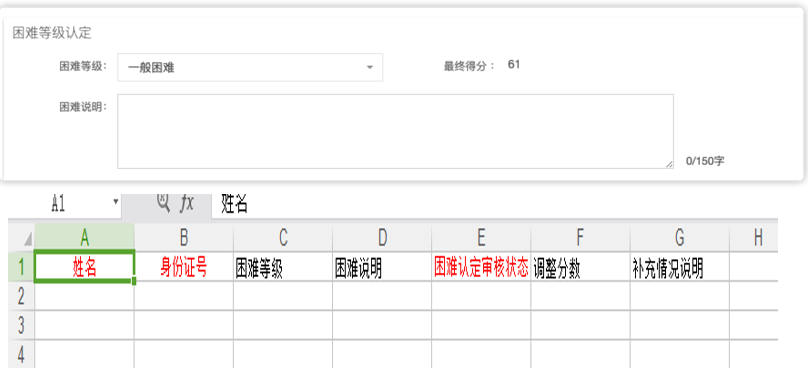 困难等级认定
困难等级： 一般困难 最终得分： 61
困难说明：
0/150字
A1 fx 姓名
A B C D E F G H
1 姓名 身份证号 困难等级 困难说明 困难认定审核状态 调整分数 补充情况说明
2
3
4